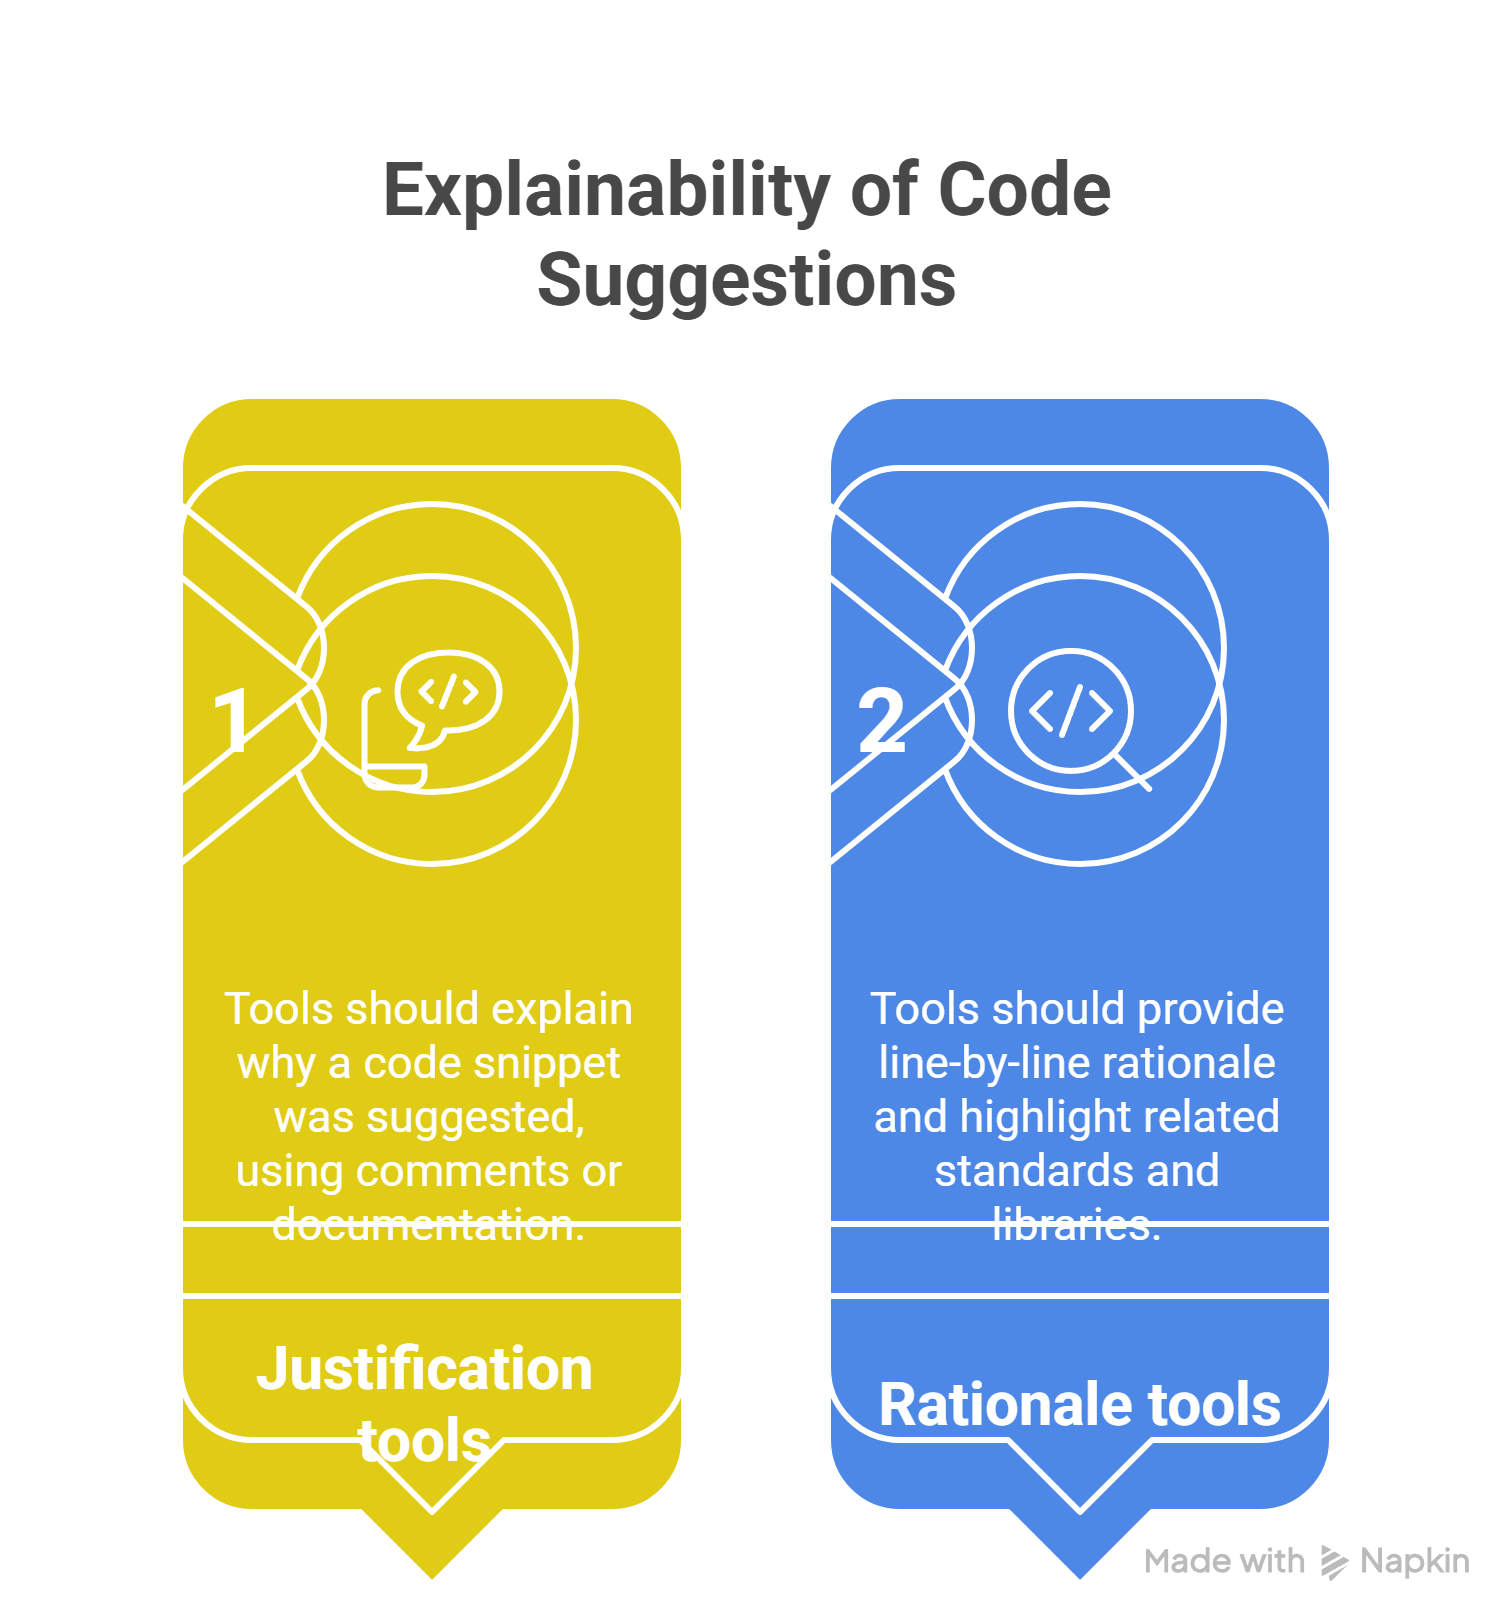 Explainability of Code
Suggestions
1
Tools should explain
why a code snippet
was suggested,
using comments or
documentation.
Justification
tools
2
Tools should provide
line-by-line rationale
and highlight related
standards and
libraries.
Rationale tools
Made with Napkin